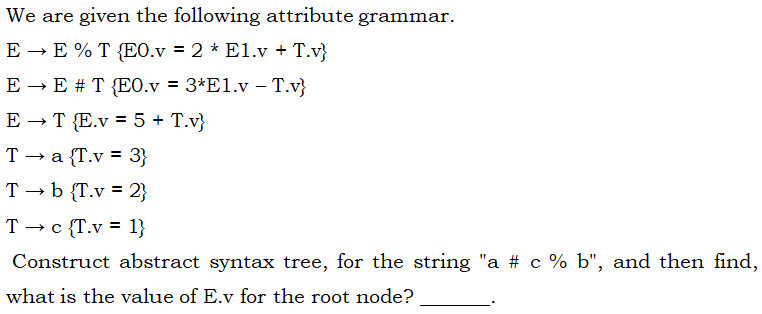 We are given the following attribute grammar.
E → E % T {E0.v = 2 * E1.v + T.v}
E → E # T {E0.v = 3*E1.v – T.v}
E → T {E.v = 5 + T.v}
T → a {T.v = 3}
T → b {T.v = 2}
T → c {T.v = 1}
Construct abstract syntax tree, for the string "a # c % b", and then find,
what is the value of E.v for the root node? _______.